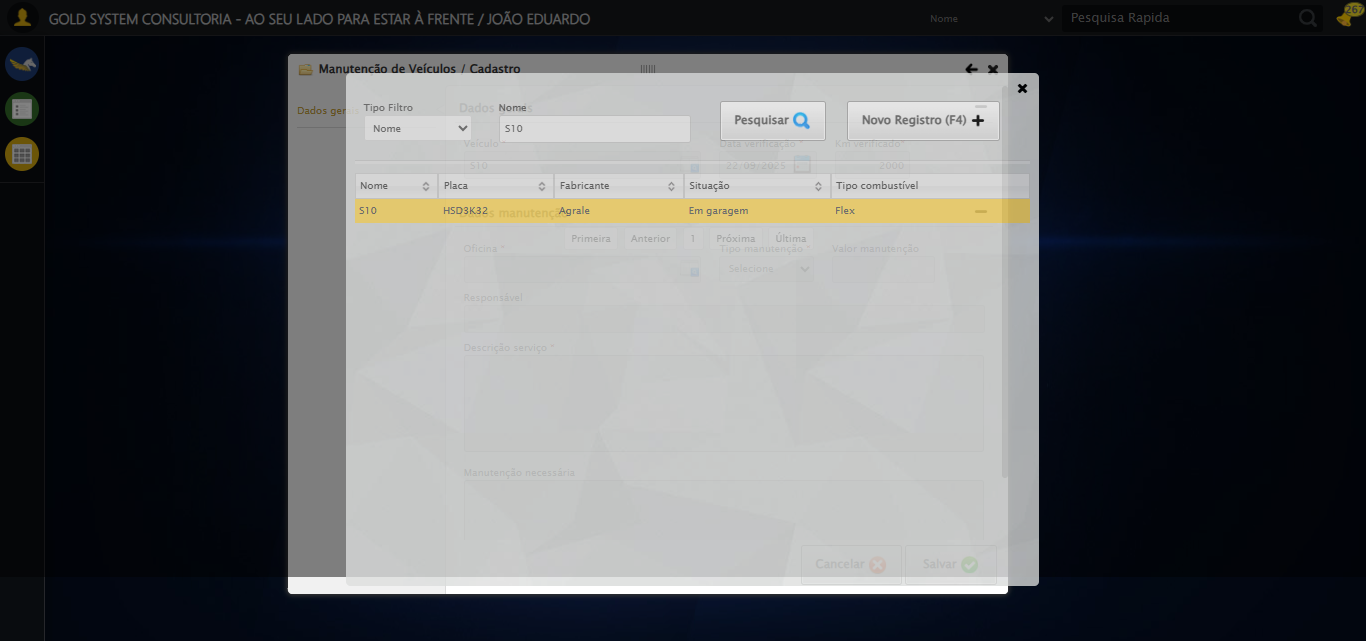 GOLD SYSTEM CONSULTORIA - AO SEU LADO PARA ESTAR À FRENTE / JOÃO EDUARDO
Nome
Pesquisa Rapida
267
Manutenção de Veículos / Cadastro
Dados gerais
Tipo Filtro
Nome
Nome
S10
Pesquisar
Novo Registro (F4)
Veículo *
Data verificação *
Km verificado*
S10
22/09/2025
2000
Nome
Placa
Fabricante
Situação
Tipo combustível
S10
HSD3K32
Agrale
Em garagem
Flex
Dados manutenção
Primeira
Anterior
1
Próxima
Última
Oficina *
Tipo manutenção *
Valor manutenção
Selecione
Responsável
Descrição serviço *
Manutenção necessária
Cancelar
Salvar